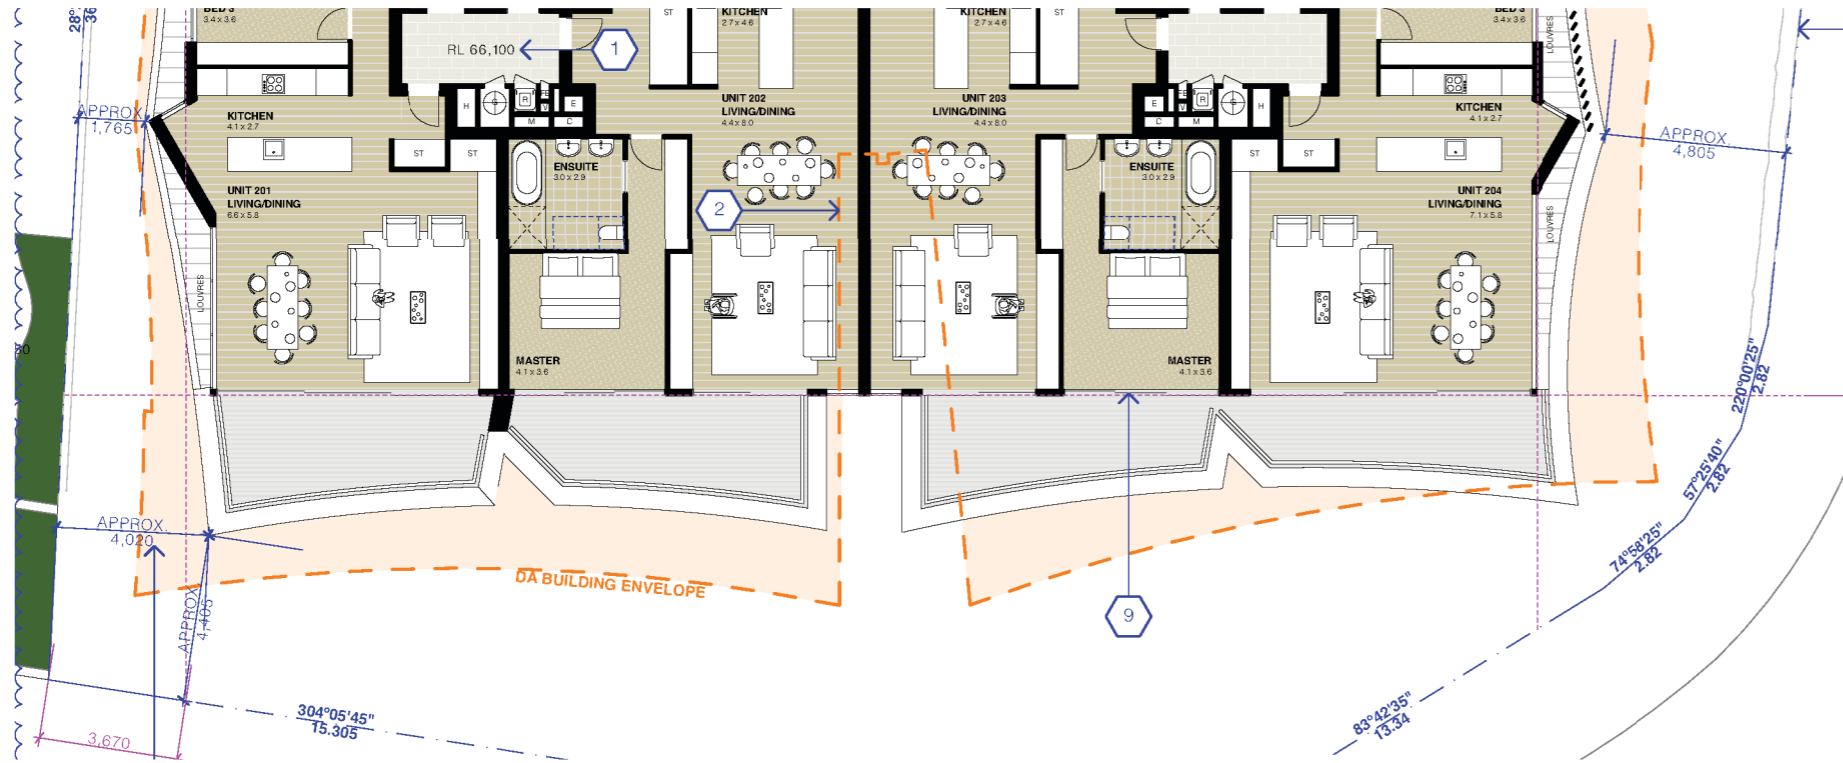 BED 3
3.4 x 3.6
ST
KITCHEN
2.7 x 4.6
KITCHEN
2.7 x 4.6
ST
BED 3
3.4 x 3.6
LOUVRES
28°
RL 66,100
1
APPROX.
1,765
H
G
R
E
M
C
E
R
G
H
C
M
UNIT 202
LIVING/DINING
4.4 x 8.0
UNIT 203
LIVING/DINING
4.4 x 8.0
KITCHEN
4.1 x 2.7
KITCHEN
4.1 x 2.7
APPROX.
4,805
ST
ST
ENSUITE
3.0 x 2.9
ENSUITE
3.0 x 2.9
ST
ST
UNIT 201
LIVING/DINING
6.6 x 5.8
2
UNIT 204
LIVING/DINING
7.1 x 5.8
LOUVRES
LOUVRES
MASTER
4.1 x 3.6
MASTER
4.1 x 3.6
220°00'25"
2.82
57°25'40"
2.82
74°58'25"
2.82
APPROX.
4,020
DA BUILDING ENVELOPE
APPROX.
4,405
9
304°05'45"
15.305
83°42'35"
13.34
3,670